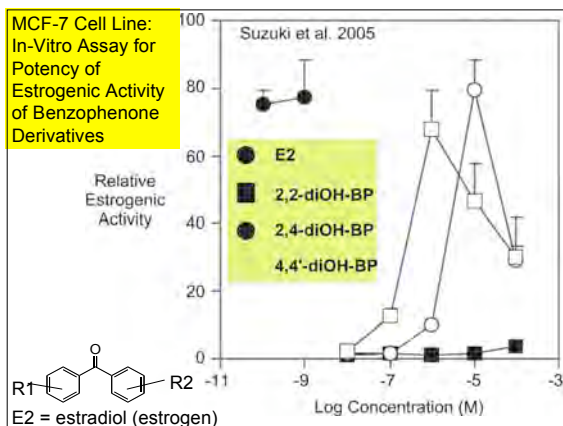 MCF-7 Cell Line:
In-Vitro Assay for
Potency of
Estrogenic Activity
of Benzophenone
Derivatives
Suzuki et al. 2005
100
80
60
40
20
0
Relative
Estrogenic
Activity
E2
2,2-diOH-BP
2,4-diOH-BP
4,4'-diOH-BP
-11
-9
-7
-5
-3
Log Concentration (M)
O
R1
R2
E2 = estradiol (estrogen)